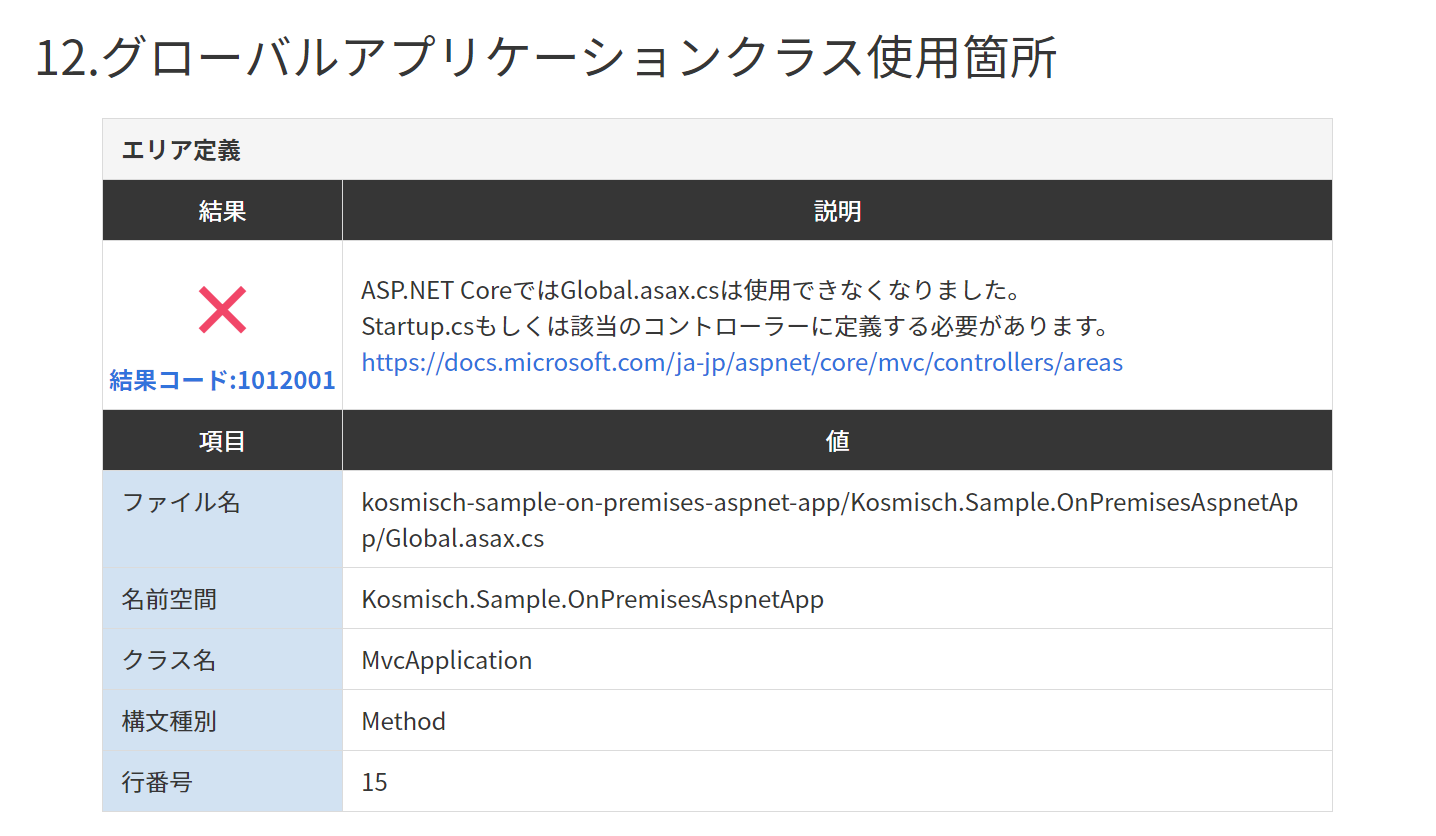 12.グローバルアプリケーションクラス使用箇所
エリア定義
結果
説明
ASP.NET CoreではGlobal.asax.csは使用できなくなりました。
Startup.csもしくは該当のコントローラーに定義する必要があります。
https://docs.microsoft.com/ja-jp/aspnet/core/mvc/controllers/areas
結果コード:1012001
項目
値
ファイル名
kosmisch-sample-on-premises-aspnet-app/Kosmisch.Sample.OnPremisesAspnetAp
p/Global.asax.cs
名前空間
Kosmisch.Sample.OnPremisesAspnetApp
クラス名
MvcApplication
構文種別
Method
行番号
15